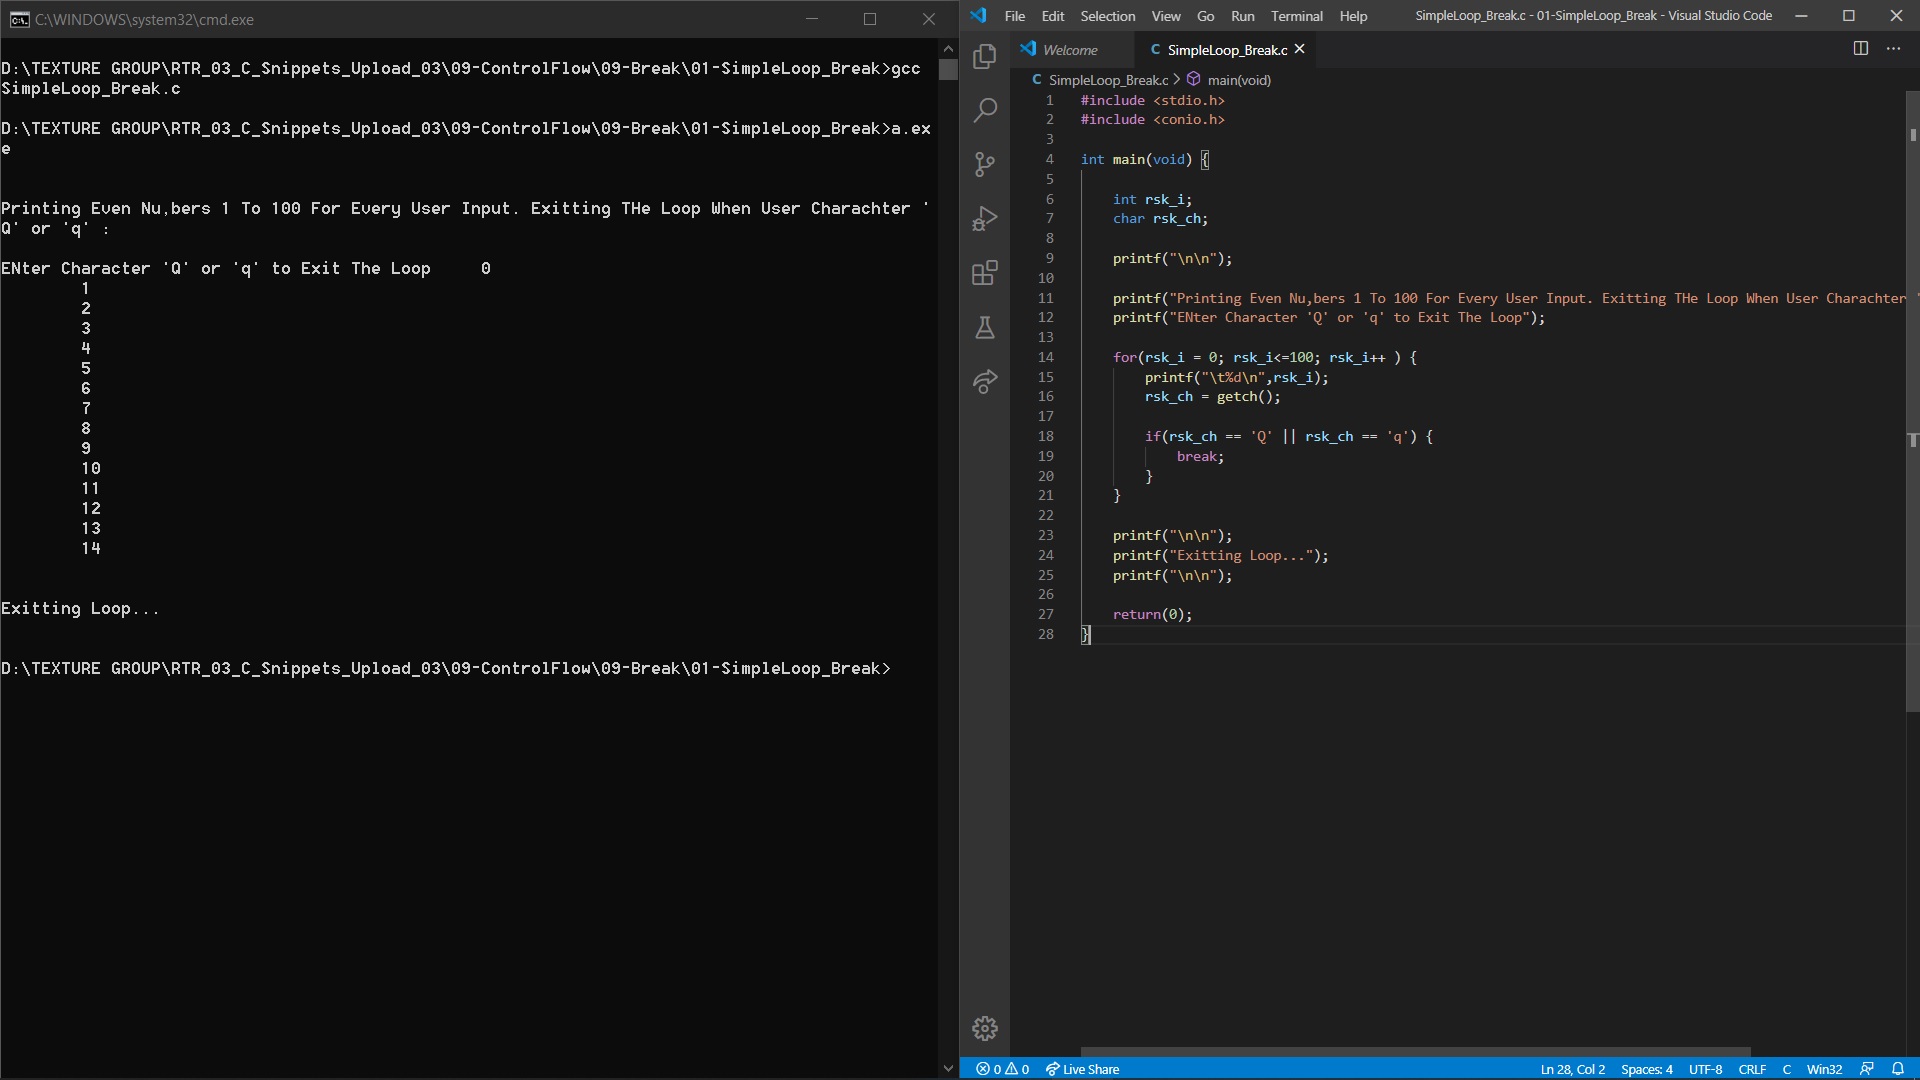 C:\WINDOWS\system32\cmd.exe
D:\TEXTURE GROUP\RTR_03_C_Snippets_Upload_03\09-ControlFlow\09-Break\01-SimpleLoop_Break>gcc
SimpleLoop_Break.c
D:\TEXTURE GROUP\RTR_03_C_Snippets_Upload_03\09-ControlFlow\09-Break\01-SimpleLoop_Break>a.ex
e
Printing Even Nu,bers 1 To 100 For Every User Input. Exitting THe Loop When User Charachter '
Q' or 'q' :
ENter Character 'Q' or 'q' to Exit The Loop     0
1
2
3
4
5
6
7
8
9
10
11
12
13
14
Exitting Loop...
D:\TEXTURE GROUP\RTR_03_C_Snippets_Upload_03\09-ControlFlow\09-Break\01-SimpleLoop_Break>
File Edit Selection View Go Run Terminal Help SimpleLoop_Break.c - 01-SimpleLoop_Break - Visual Studio Code
Welcome C SimpleLoop_Break.c
C SimpleLoop_Break.c > main(void)
1 #include <stdio.h>
2 #include <conio.h>
3
4 int main(void) {
5
6     int rsk_i;
7     char rsk_ch;
8
9     printf("\n\n");
10
11     printf("Printing Even Nu,bers 1 To 100 For Every User Input. Exitting THe Loop When User Charachter '
12     printf("ENter Character 'Q' or 'q' to Exit The Loop");
13
14     for(rsk_i = 0; rsk_i<=100; rsk_i++ ) {
15         printf("\t%d\n",rsk_i);
16         rsk_ch = getch();
17
18         if(rsk_ch == 'Q' || rsk_ch == 'q') {
19             break;
20         }
21     }
22
23     printf("\n\n");
24     printf("Exitting Loop...");
25     printf("\n\n");
26
27     return(0);
28 }
0 0 Live Share Ln 28, Col 2 Spaces: 4 UTF-8 CRLF C Win32